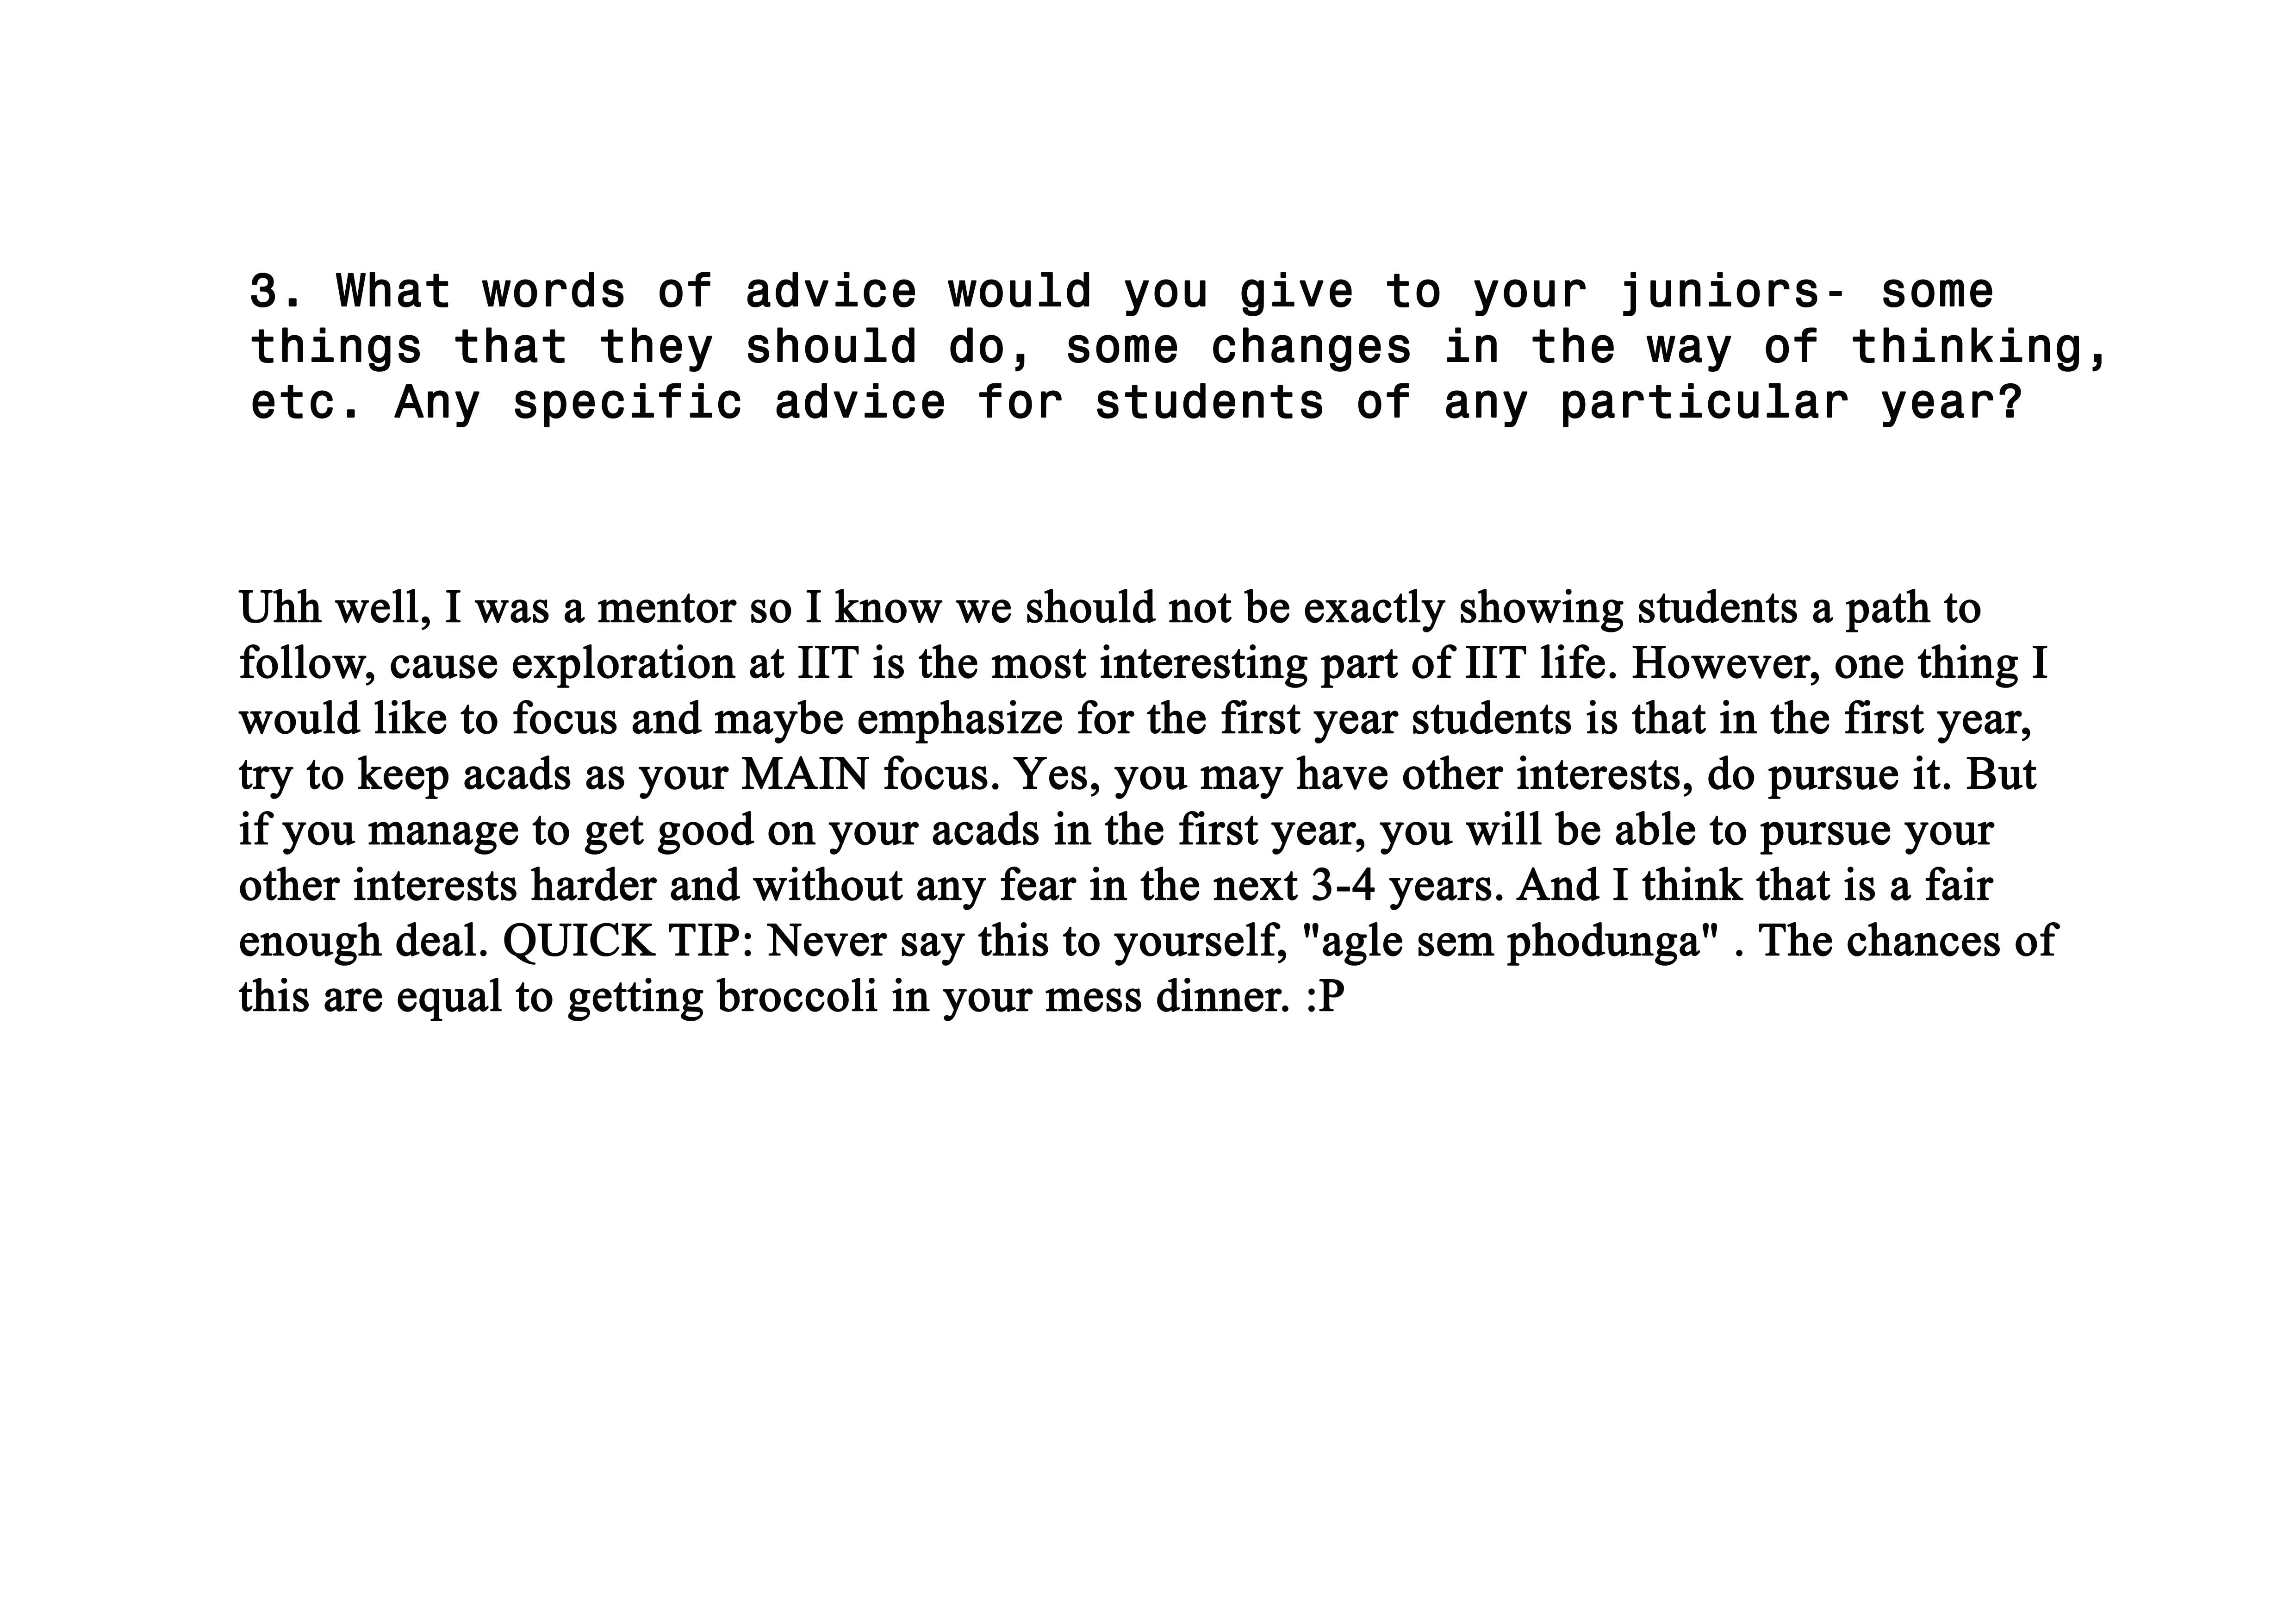 3. What words of advice would you give to your juniors- some
things that they should do, some changes in the way of thinking,
etc. Any specific advice for students of any particular year?
Uhh well, I was a mentor so I know we should not be exactly showing students a path to
follow, cause exploration at IIT is the most interesting part of IIT life. However, one thing I
would like to focus and maybe emphasize for the first year students is that in the first year,
try to keep acads as your MAIN focus. Yes, you may have other interests, do pursue it. But
if you manage to get good on your acads in the first year, you will be able to pursue your
other interests harder and without any fear in the next 3-4 years. And I think that is a fair
enough deal. QUICK TIP: Never say this to yourself, "agle sem phodunga" . The chances of
this are equal to getting broccoli in your mess dinner. :P